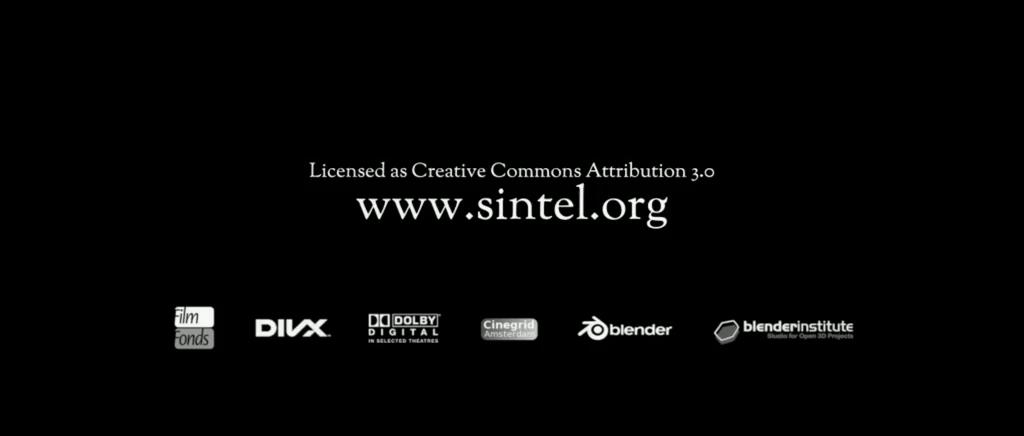 Licensed as Creative Commons Attribution 3.0
www.sintel.org
Film
Fonds
DIVX
DOLBY
DIGITAL
IN SELECTED THEATRES
Cinegrid
Amsterdam
blender
blenderinstitute
Studio for Open 3D Projects